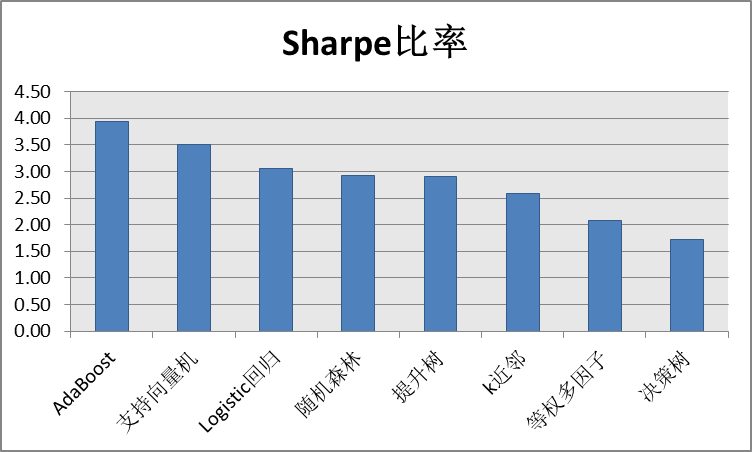 Sharpe比率
4.50
4.00
3.50
3.00
2.50
2.00
1.50
1.00
0.50
0.00
AdaBoost
支持向量机
Logistic回归
随机森林
提升树
k近邻
等权多因子
决策树